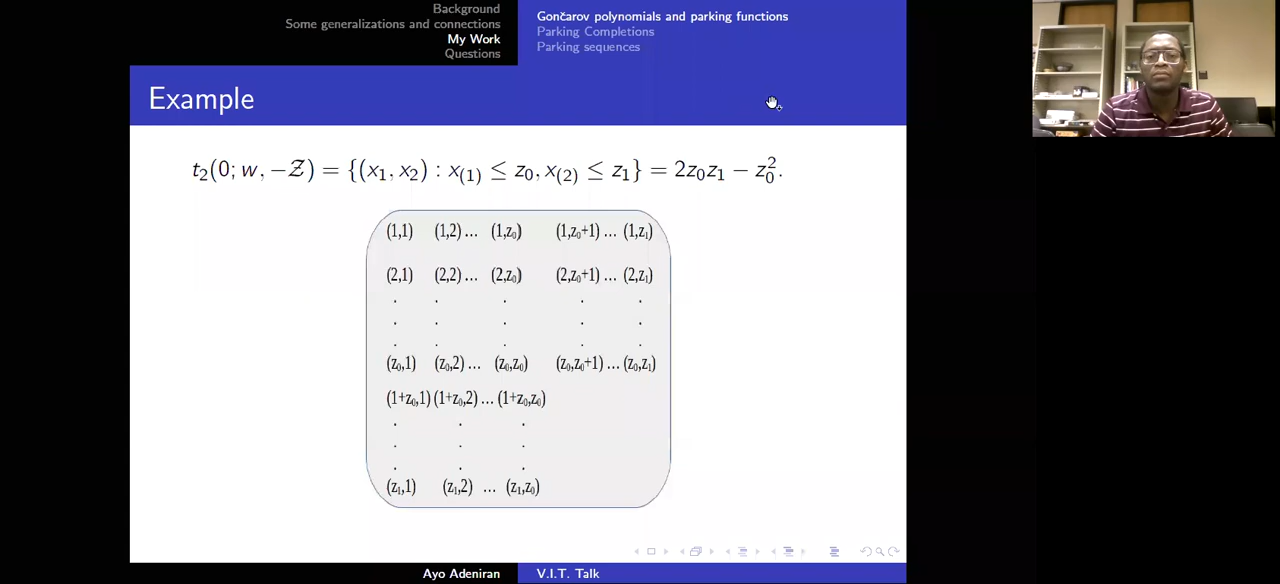 Background
Some generalizations and connections
My Work
Questions
Gončarov polynomials and parking functions
Parking Completions
Parking sequences
Example
t₂(0; w, −𝒵) = {(x₁, x₂) : x₍₁₎ ≤ z₀, x₍₂₎ ≤ z₁} = 2z₀z₁ − z₀².
(1,1) (1,2) ... (1,z₀) (1,z₀+1) ... (1,z₁)
(2,1) (2,2) ... (2,z₀) (2,z₀+1) ... (2,z₁)
. . . . .
. . . . .
. . . . .
(z₀,1) (z₀,2) ... (z₀,z₀) (z₀,z₀+1) ... (z₀,z₁)
(1+z₀,1) (1+z₀,2) ... (1+z₀,z₀)
. . .
. . .
. . .
(z₁,1) (z₁,2) ... (z₁,z₀)
Ayo Adeniran
V.I.T. Talk